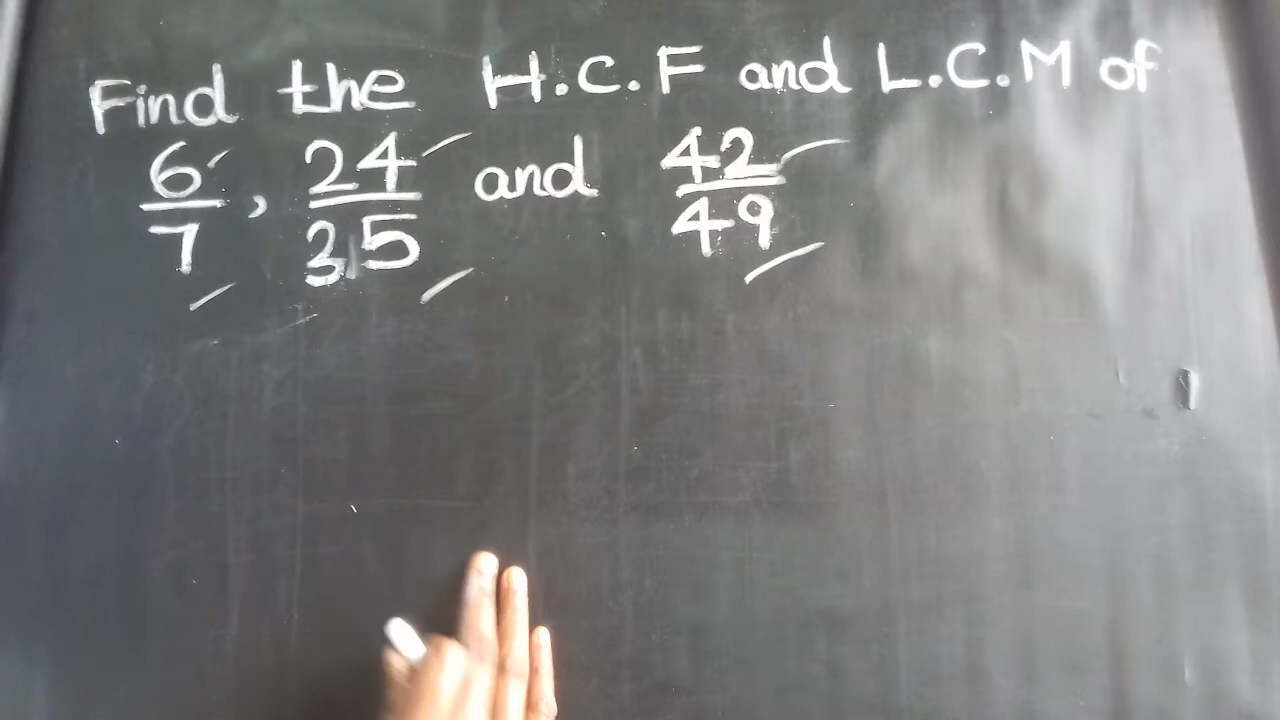 Find the H.C.F and L.C.M of
6/7, 24/35 and 42/49